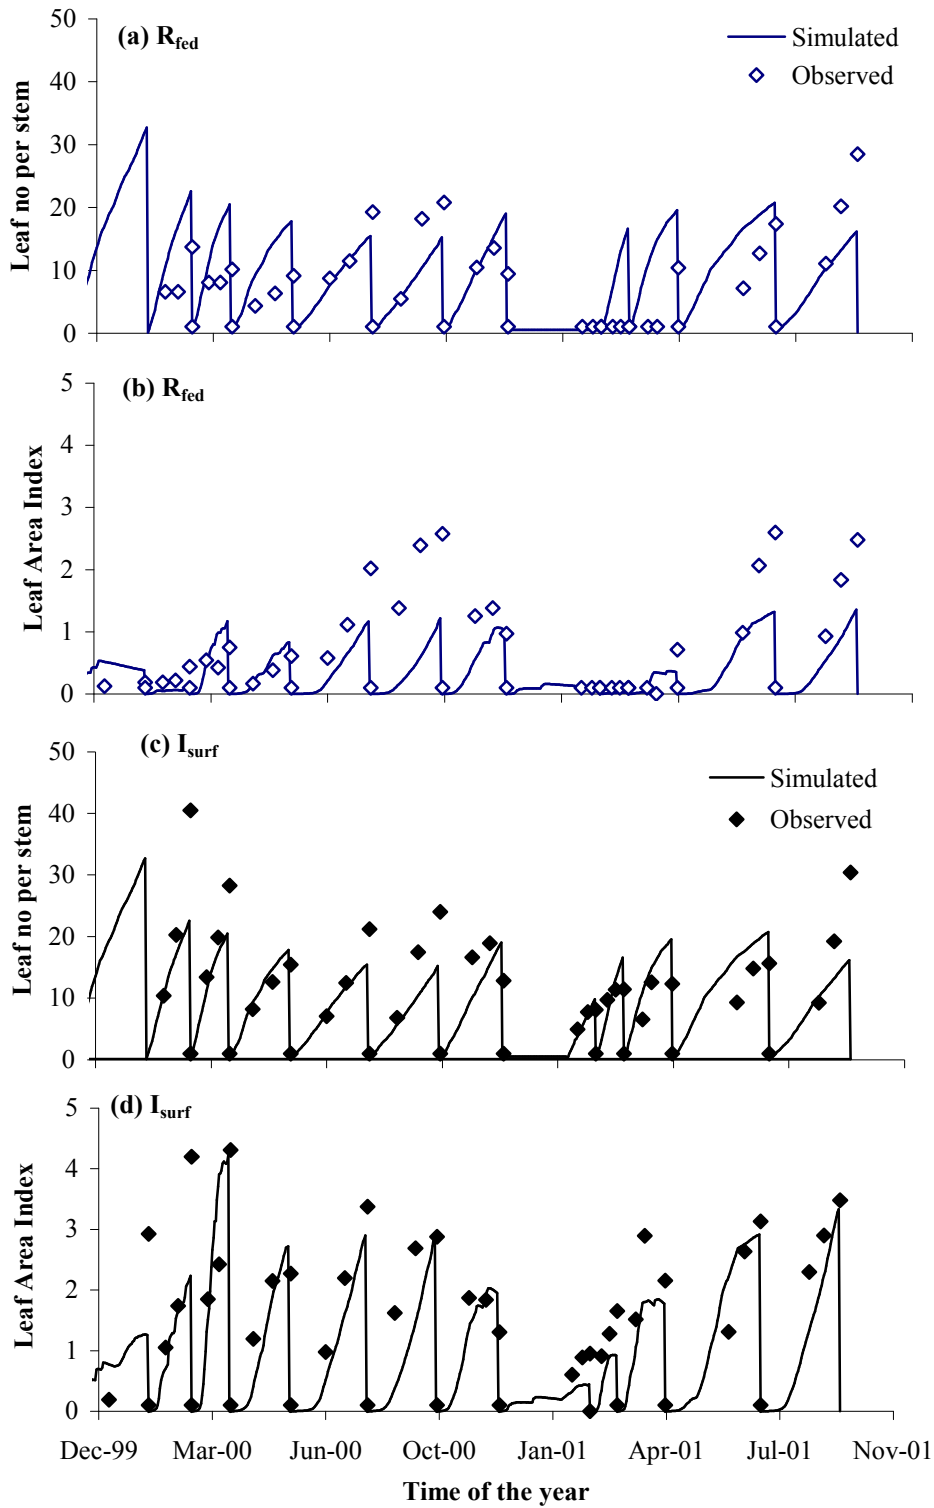 (a) Rfed
Simulated
Observed
Leaf no per stem
50
40
30
20
10
0
(b) Rfed
Leaf Area Index
5
4
3
2
1
0
(c) Isurf
Simulated
Observed
Leaf no per stem
50
40
30
20
10
0
(d) Isurf
Leaf Area Index
5
4
3
2
1
0
Dec-99 Mar-00 Jun-00 Oct-00 Jan-01 Apr-01 Jul-01 Nov-01
Time of the year